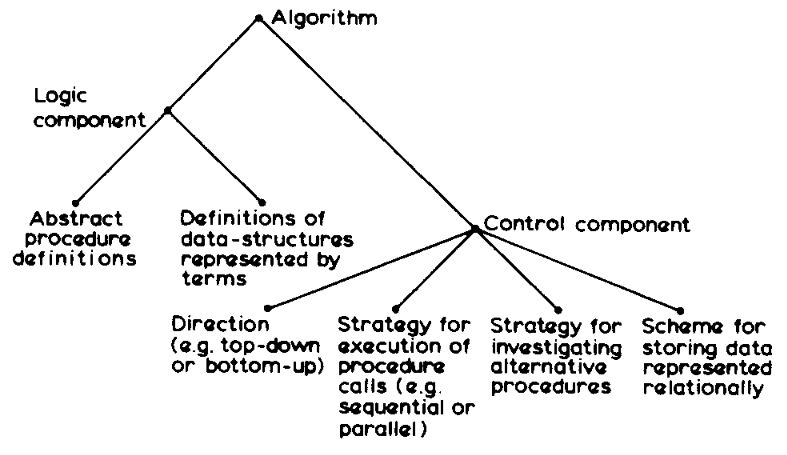 Algorithm
Logic
component
Abstract
procedure
definitions
Definitions of
data-structures
represented by
terms
Control component
Direction
(e.g. top-down
or bottom-up)
Strategy for
execution of
procedure
calls (e.g.
sequential or
parallel)
Strategy for
investigating
alternative
procedures
Scheme for
storing data
represented
relationally